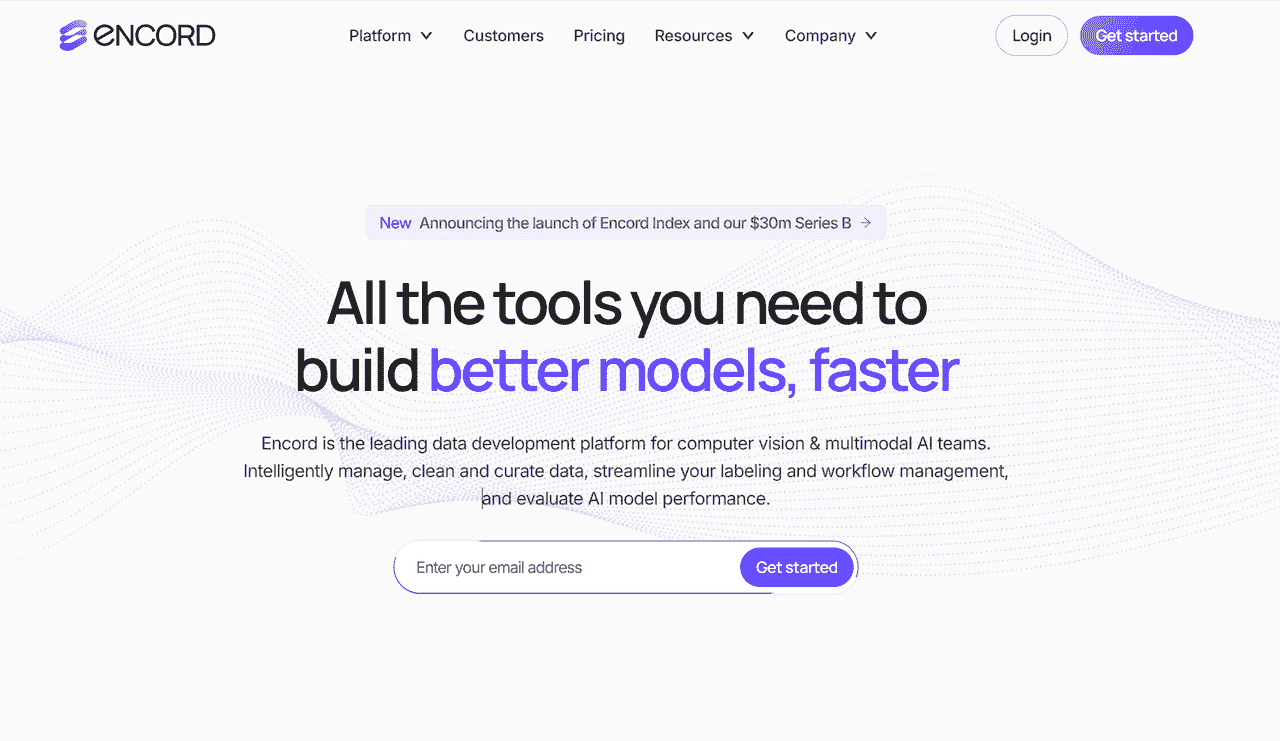 ENCORD
Platform
Customers
Pricing
Resources
Company
Login
Get started
New Announcing the launch of Encord Index and our $30m Series B →
All the tools you need to
build better models, faster
Encord is the leading data development platform for computer vision & multimodal AI teams.
Intelligently manage, clean and curate data, streamline your labeling and workflow management,
and evaluate AI model performance.
Enter your email address
Get started